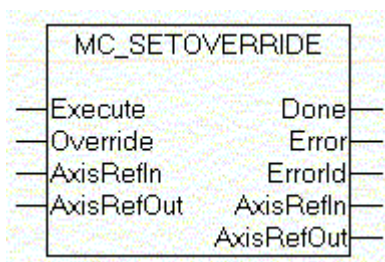 MC_SETOVERRIDE
Execute Done
Override Error
AxisRefIn ErrorId
AxisRefOut AxisRefIn
AxisRefOut